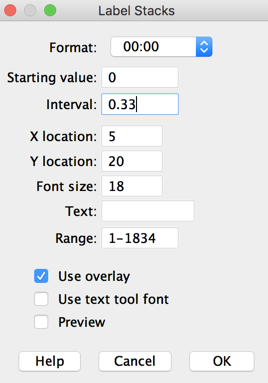 Label Stacks
Format: 00:00
Starting value: 0
Interval: 0.33
X location: 5
Y location: 20
Font size: 18
Text:
Range: 1-1834
Use overlay
Use text tool font
Preview
Help Cancel OK